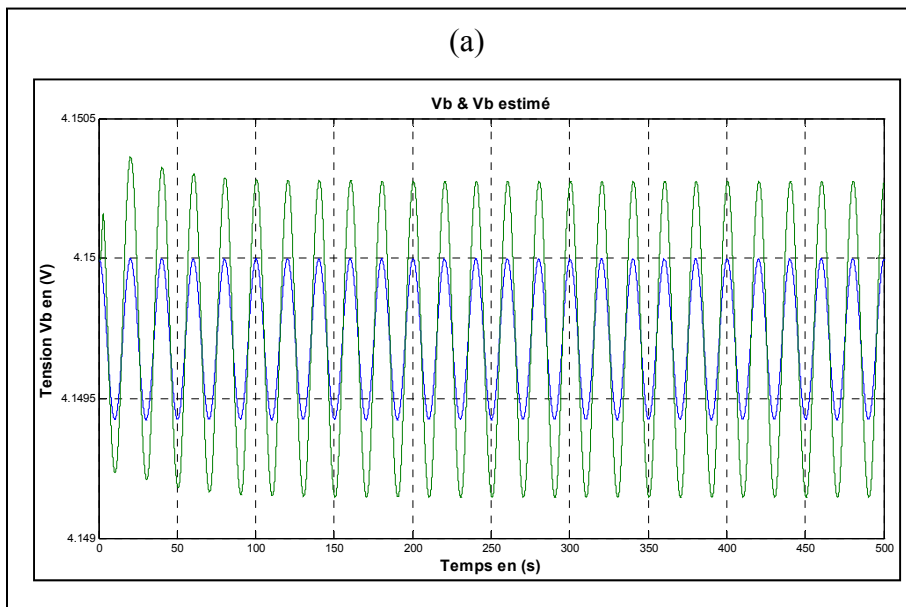 (a)
Vb & Vb estimé
Tension Vb en (V)
4.1505
4.15
4.1495
4.149
0 50 100 150 200 250 300 350 400 450 500
Temps en (s)